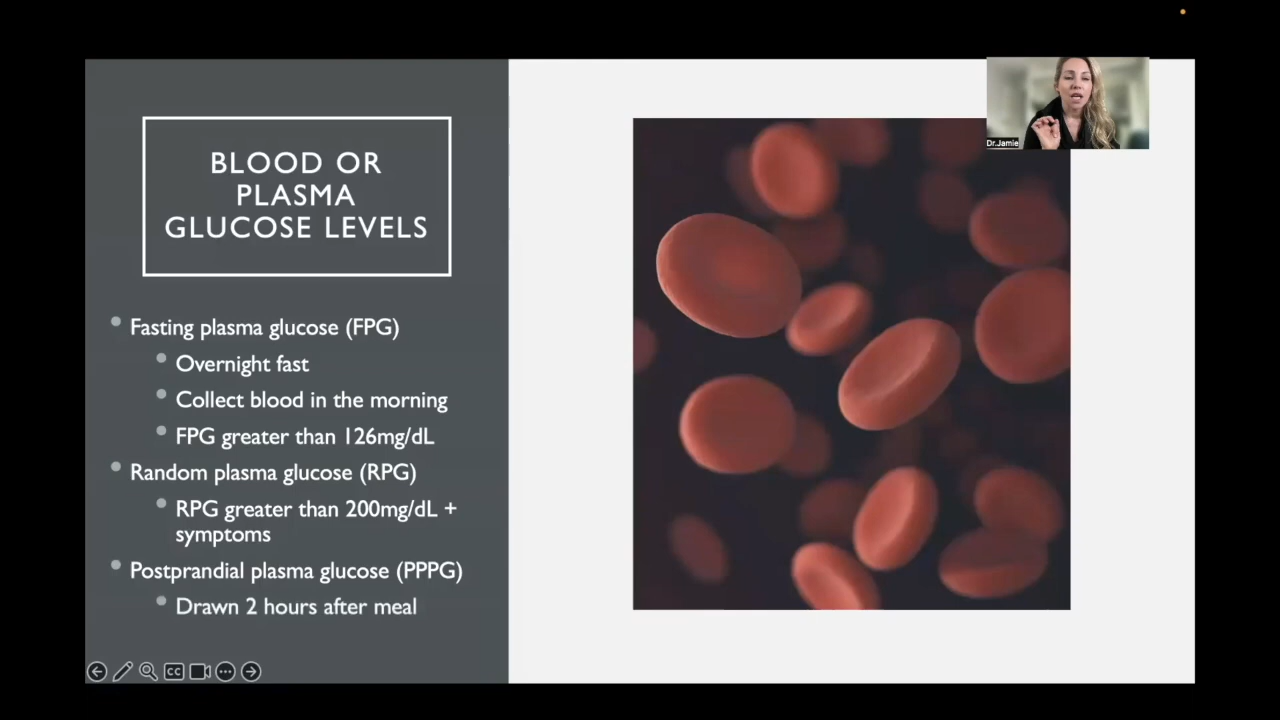 BLOOD OR
PLASMA
GLUCOSE LEVELS
Fasting plasma glucose (FPG)
Overnight fast
Collect blood in the morning
FPG greater than 126mg/dL
Random plasma glucose (RPG)
RPG greater than 200mg/dL +
symptoms
Postprandial plasma glucose (PPPG)
Drawn 2 hours after meal
Dr.Jamie
CC